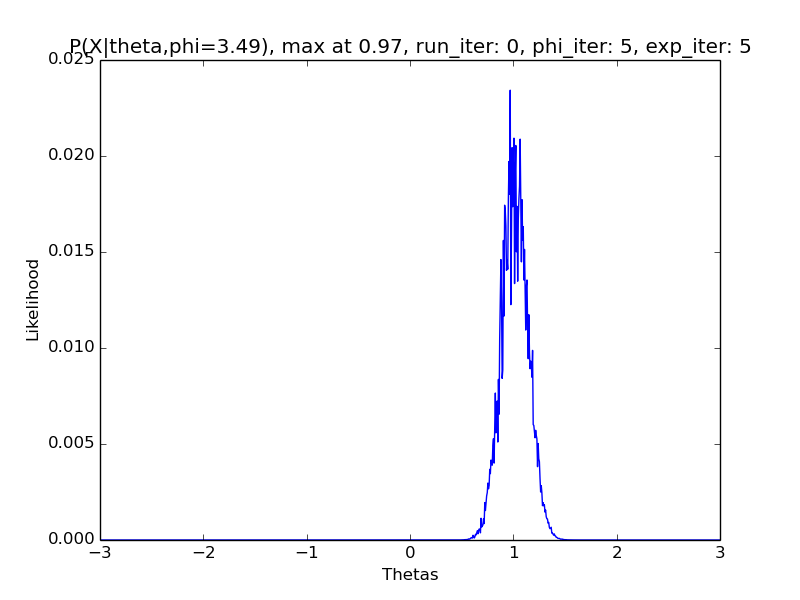 P(X|theta,phi=3.49), max at 0.97, run_iter: 0, phi_iter: 5, exp_iter: 5
0.025
0.020
0.015
0.010
0.005
0.000
Likelihood
−3 −2 −1 0 1 2 3
Thetas